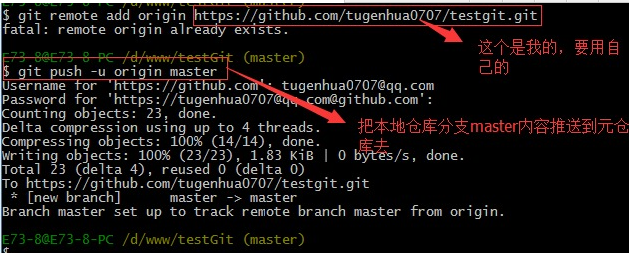 $ git remote add origin https://github.com/tugenhua0707/testgit.git
fatal: remote origin already exists.
这个是我的，要用自
己的
E73-8@E73-8-PC /d/www/testGit (master)
$ git push -u origin master
Username for 'https://github.com': tugenhua0707@qq.com
Password for 'https://tugenhua0707@qq.com@github.com':
Counting objects: 23, done.
Delta compression using up to 4 threads.
Compressing objects: 100% (14/14), done.
Writing objects: 100% (23/23), 1.83 KiB | 0 bytes/s, done.
Total 23 (delta 4), reused 0 (delta 0)
To https://github.com/tugenhua0707/testgit.git
* [new branch] master -> master
Branch master set up to track remote branch master from origin.
把本地仓库分支master内容推送到元仓
库去
E73-8@E73-8-PC /d/www/testGit (master)
$